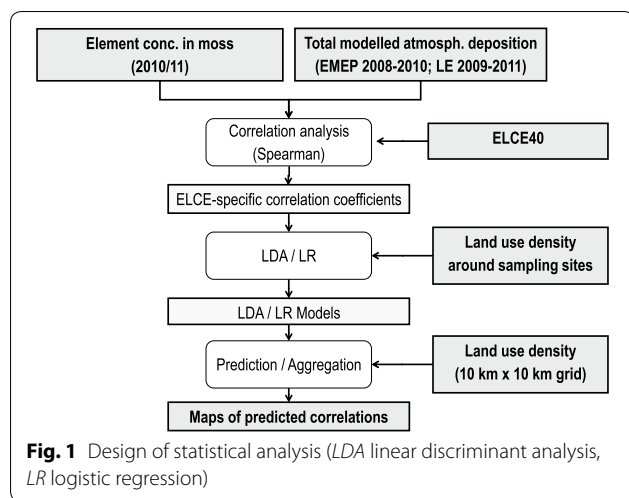 Element conc. in moss
(2010/11)
Total modelled atmosph. deposition
(EMEP 2008-2010; LE 2009-2011)
Correlation analysis
(Spearman)
ELCE40
ELCE-specific correlation coefficients
LDA / LR
Land use density
around sampling sites
LDA / LR Models
Prediction / Aggregation
Land use density
(10 km x 10 km grid)
Maps of predicted correlations
Fig. 1 Design of statistical analysis (LDA linear discriminant analysis,
LR logistic regression)